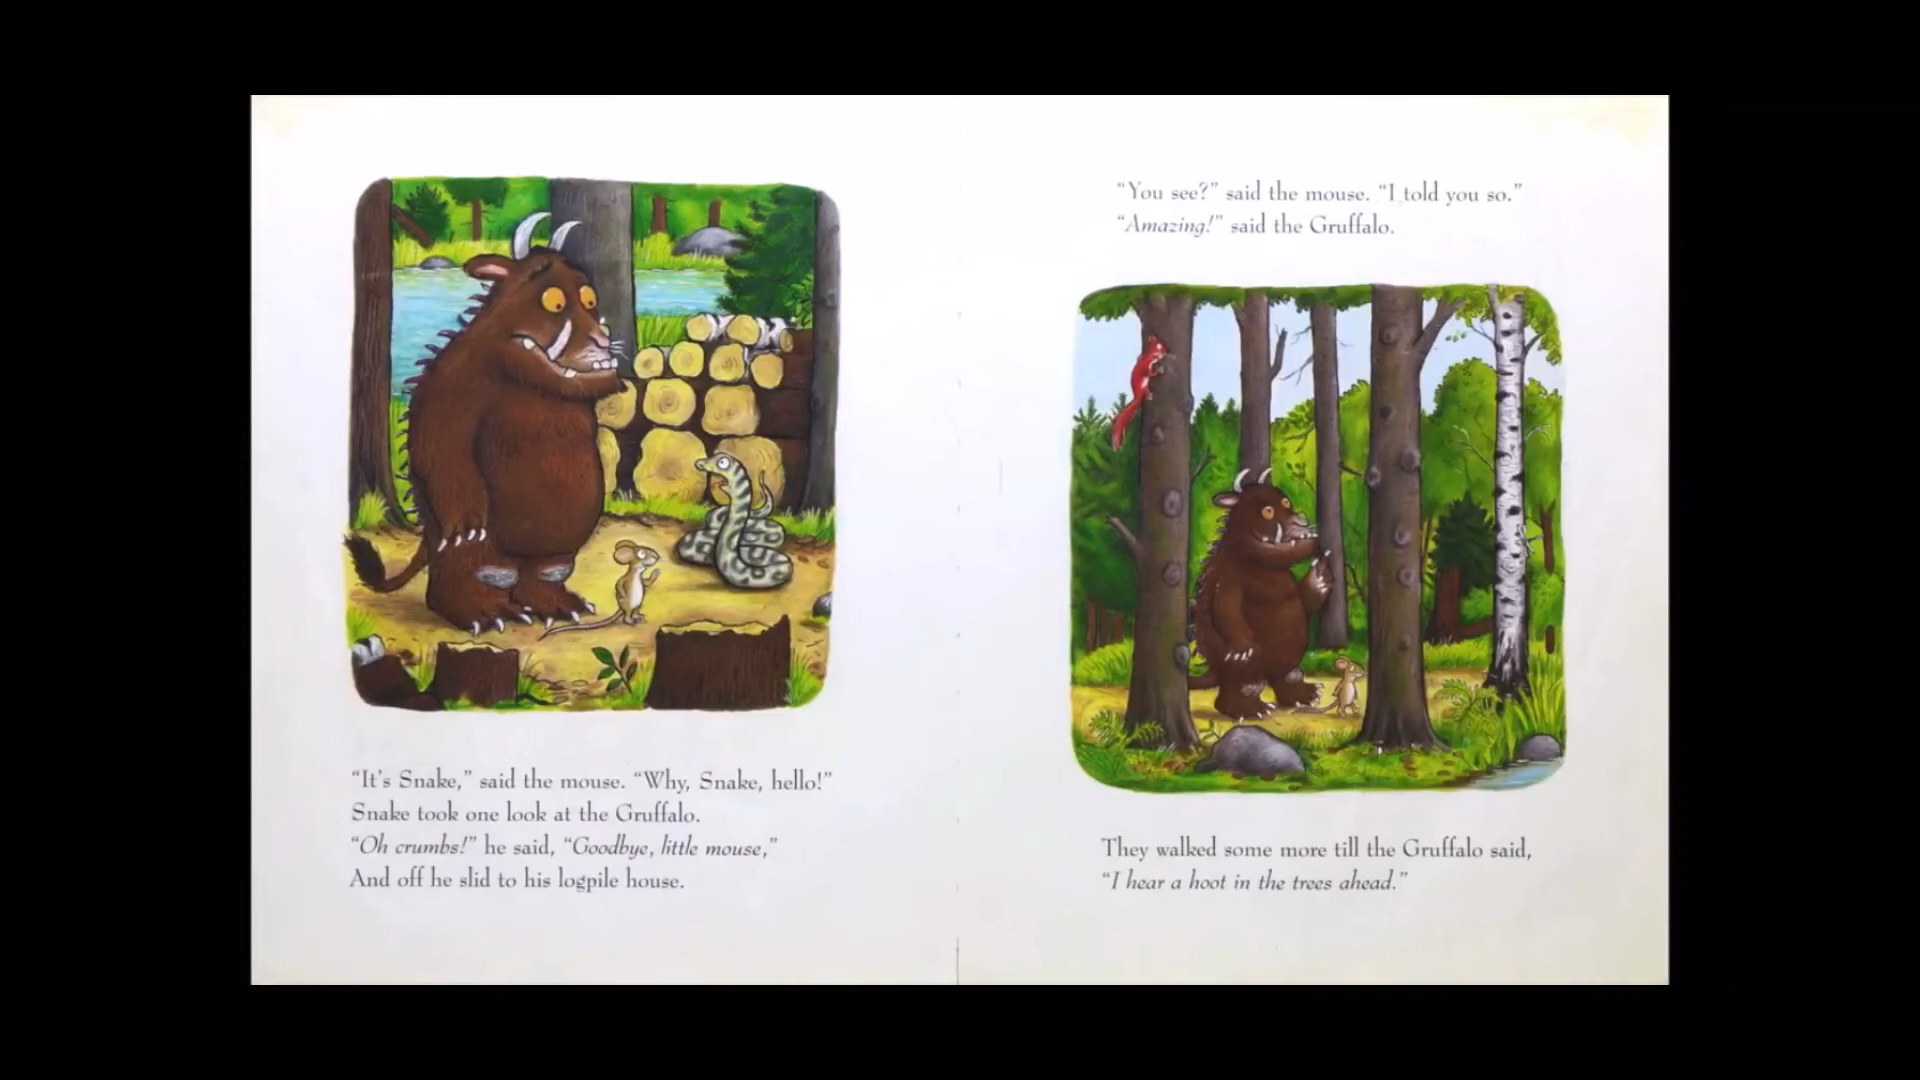 “It's Snake,” said the mouse. “Why, Snake, hello!”
Snake took one look at the Gruffalo.
“Oh crumbs!” he said, “Goodbye, little mouse,”
And off he slid to his logpile house.
“You see?” said the mouse. “I told you so.”
“Amazing!” said the Gruffalo.
They walked some more till the Gruffalo said,
“I hear a hoot in the trees ahead.”